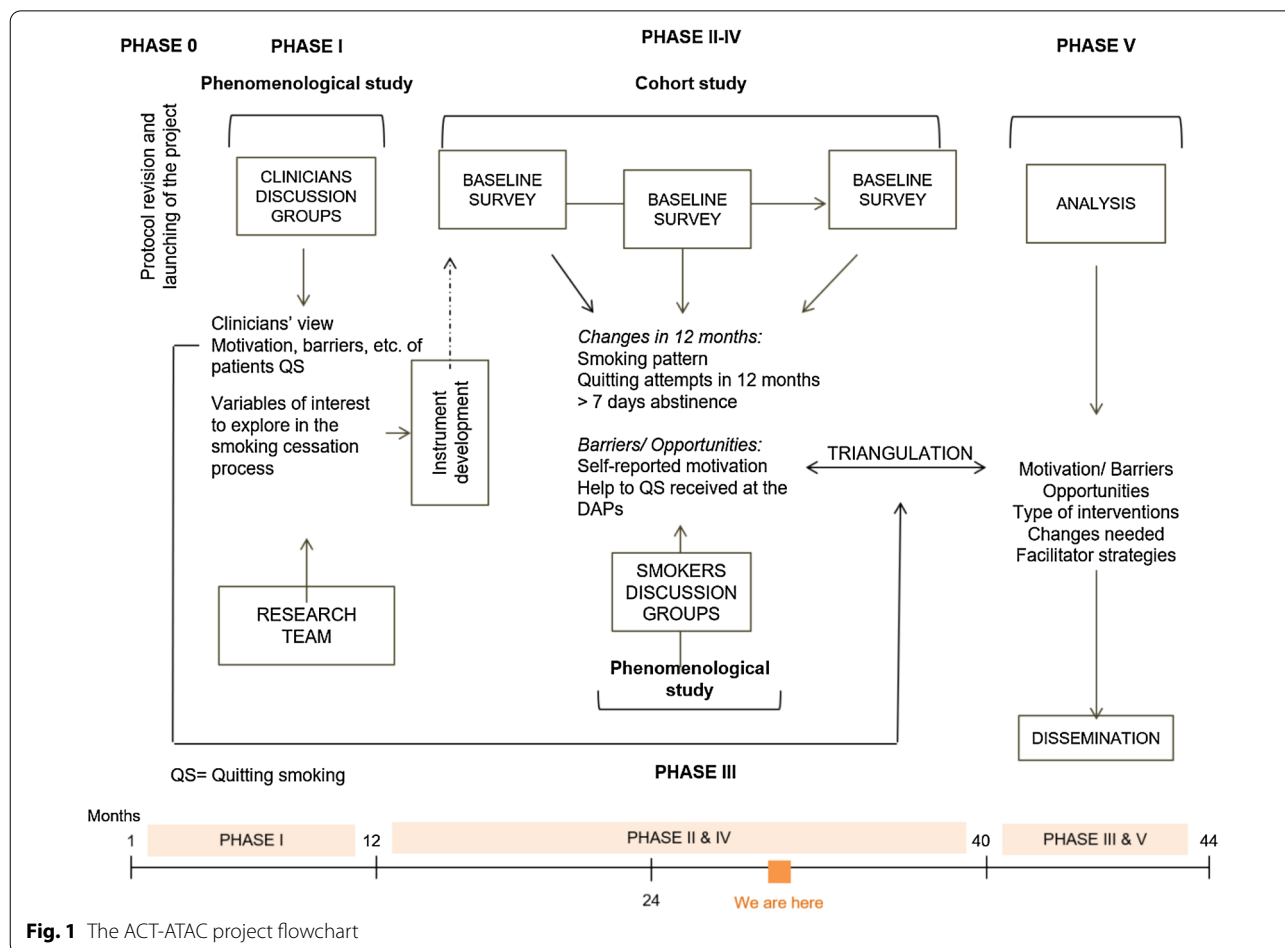 PHASE 0
PHASE I
PHASE II-IV
PHASE V
Phenomenological study
Cohort study
Protocol revision and
launching of the project
CLINICIANS
DISCUSSION
GROUPS
BASELINE
SURVEY
BASELINE
SURVEY
BASELINE
SURVEY
ANALYSIS
Clinicians' view
Motivation, barriers, etc. of
patients QS
Variables of interest
to explore in the
smoking cessation
process
Instrument
development
Changes in 12 months:
Smoking pattern
Quitting attempts in 12 months
> 7 days abstinence
Barriers/ Opportunities:
Self-reported motivation
Help to QS received at the
DAPs
TRIANGULATION
Motivation/ Barriers
Opportunities
Type of interventions
Changes needed
Facilitator strategies
RESEARCH
TEAM
SMOKERS
DISCUSSION
GROUPS
Phenomenological
study
DISSEMINATION
QS= Quitting smoking
PHASE III
Months
1
PHASE I
12
PHASE II & IV
40
PHASE III & V
44
24
We are here
Fig. 1 The ACT-ATAC project flowchart